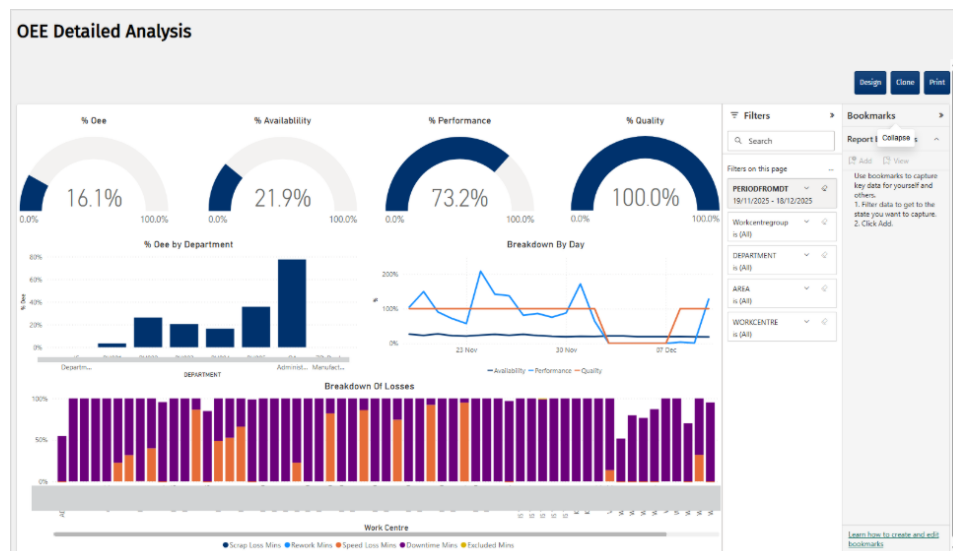 OEE Detailed Analysis
Design Clone Print
% Oee
16.1%
0.0% 100.0%
% Availability
21.9%
0.0% 100.0%
% Performance
73.2%
0.0% 100.0%
% Quality
100.0%
0.0% 100.0%
% Oee by Department
80%
60%
40%
20%
% Oee
Departm...
Administ...
Manufact...
DEPARTMENT
Breakdown By Day
200%
100%
0%
%
23 Nov 30 Nov 07 Dec
Availability Performance Quality
Breakdown Of Losses
100%
50%
0%
Work Centre
Scrap Loss Mins Rework Mins Speed Loss Mins Downtime Mins Excluded Mins
Filters
Search
Filters on this page
PERIODFROMDT
19/11/2025 - 18/12/2025
Workcentregroup
is (All)
DEPARTMENT
is (All)
AREA
is (All)
WORKCENTRE
is (All)
Bookmarks
Collapse
Report
Add View
Use bookmarks to capture
key data for yourself and
others.
1. Filter data to get to the
state you want to capture.
2. Click Add.
Learn how to create and edit
bookmarks